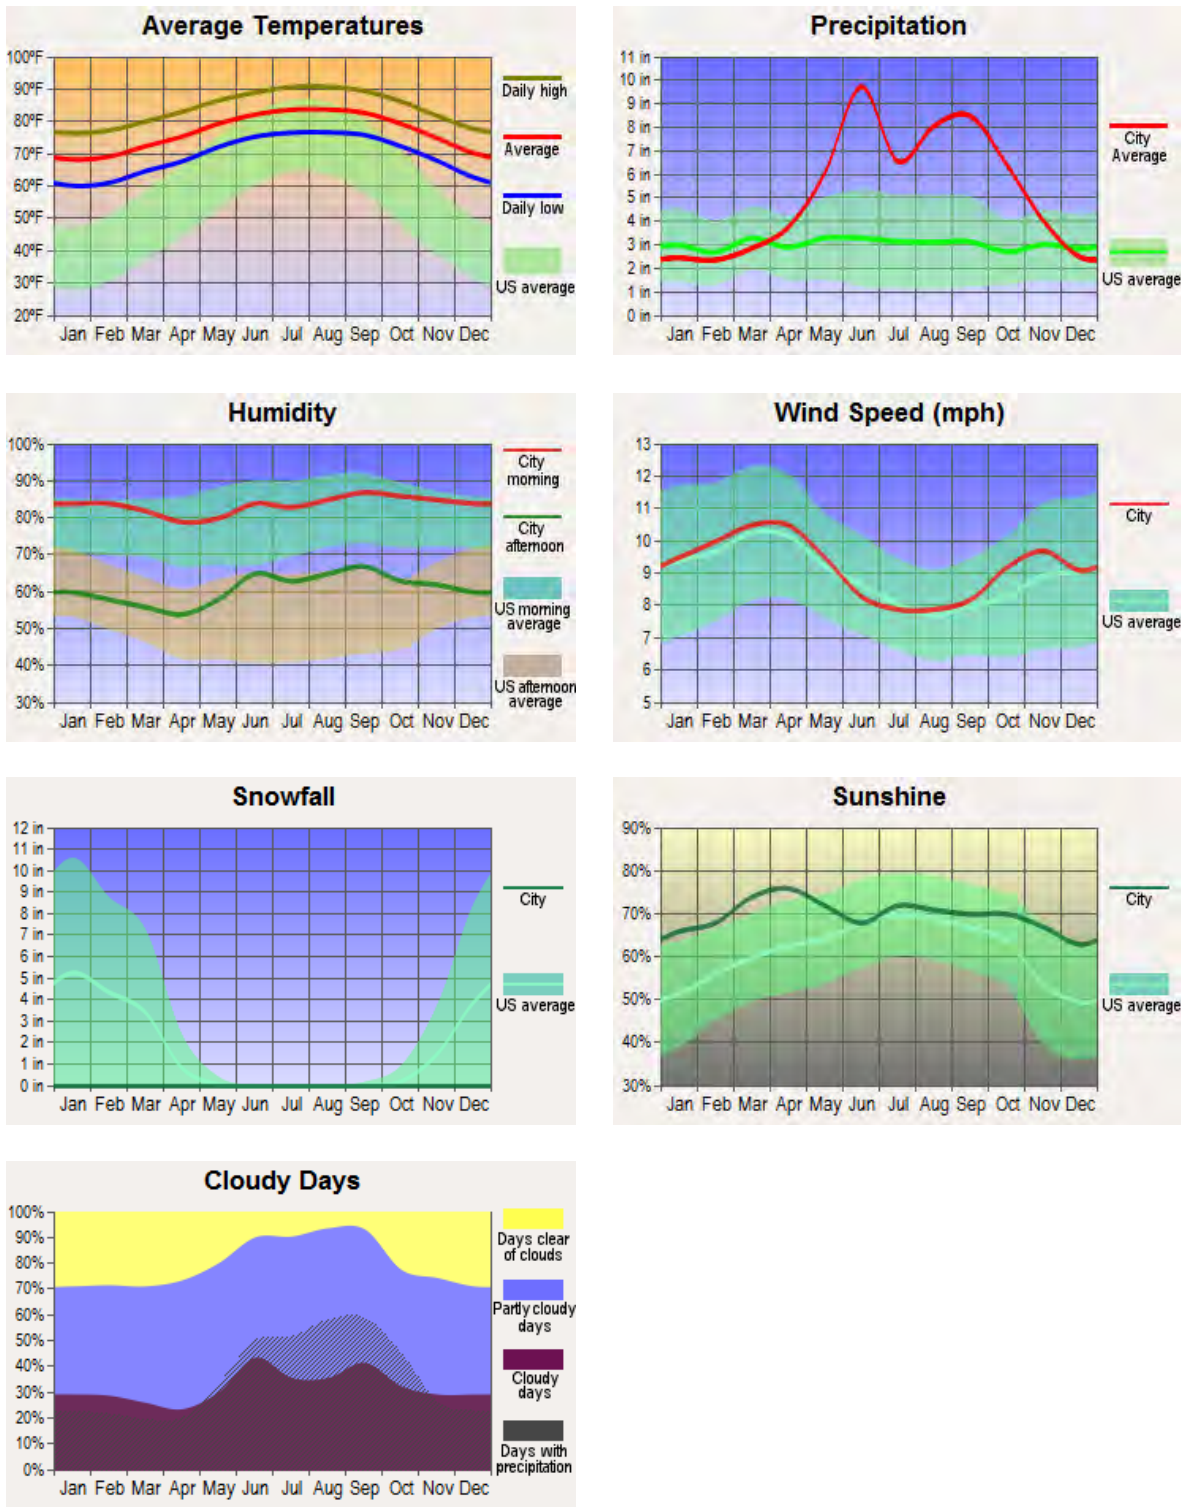 Average Temperatures
100ºF
90ºF
80ºF
70ºF
60ºF
50ºF
40ºF
30ºF
20ºF
Jan Feb Mar Apr May Jun Jul Aug Sep Oct Nov Dec
Daily high
Average
Daily low
US average
Precipitation
11 in
10 in
9 in
8 in
7 in
6 in
5 in
4 in
3 in
2 in
1 in
0 in
Jan Feb Mar Apr May Jun Jul Aug Sep Oct Nov Dec
City
Average
US average
Humidity
100%
90%
80%
70%
60%
50%
40%
30%
Jan Feb Mar Apr May Jun Jul Aug Sep Oct Nov Dec
City
morning
City
afternoon
US morning
average
US afternoon
average
Wind Speed (mph)
13
12
11
10
9
8
7
6
5
Jan Feb Mar Apr May Jun Jul Aug Sep Oct Nov Dec
City
US average
Snowfall
12 in
11 in
10 in
9 in
8 in
7 in
6 in
5 in
4 in
3 in
2 in
1 in
0 in
Jan Feb Mar Apr May Jun Jul Aug Sep Oct Nov Dec
City
US average
Sunshine
90%
80%
70%
60%
50%
40%
30%
Jan Feb Mar Apr May Jun Jul Aug Sep Oct Nov Dec
City
US average
Cloudy Days
100%
90%
80%
70%
60%
50%
40%
30%
20%
10%
0%
Jan Feb Mar Apr May Jun Jul Aug Sep Oct Nov Dec
Days clear
of clouds
Partly cloudy
days
Cloudy
days
Days with
precipitation